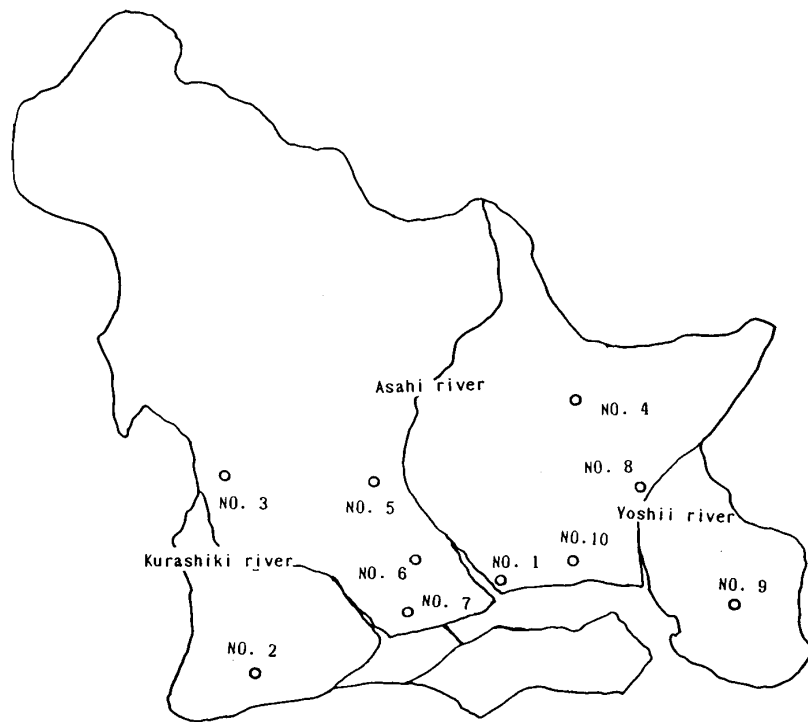 Asahi river
NO. 4
NO. 8
NO. 3
NO. 5
Yoshii river
NO.10
Kurashiki river
NO. 6
NO. 1
NO. 9
NO. 7
NO. 2